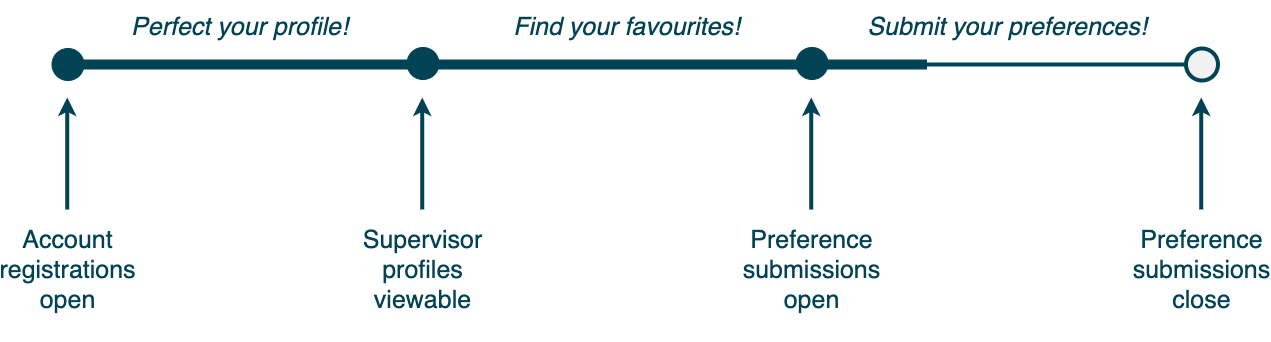 Perfect your profile!
Find your favourites!
Submit your preferences!
Account
registrations
open
Supervisor
profiles
viewable
Preference
submissions
open
Preference
submissions
close